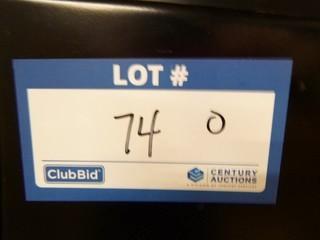 LOT #
74 0
ClubBid
CENTURY
AUCTIONS